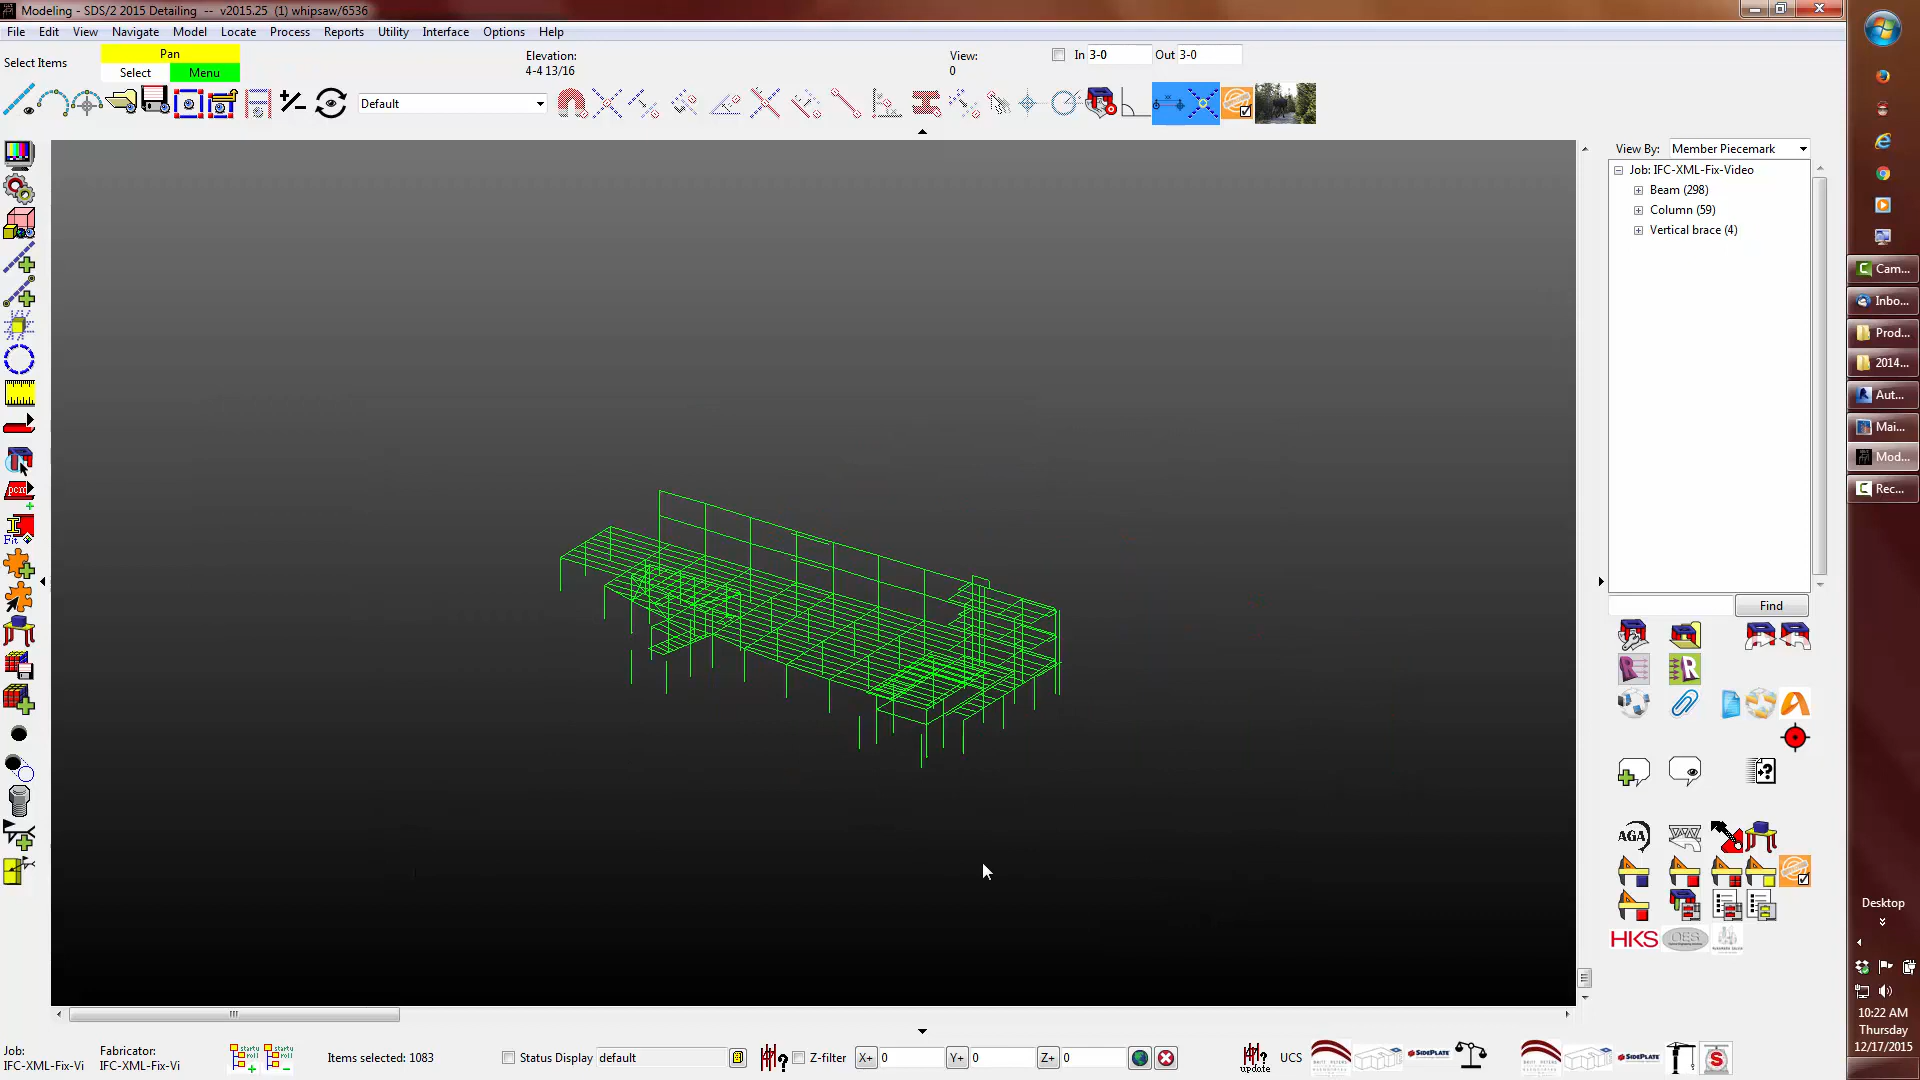 Modeling - SDS/2 2015 Detailing -- v2015.25 (1) whipsaw/6536
File Edit View Navigate Model Locate Process Reports Utility Interface Options Help
Select Items
Pan
Select Menu
Elevation:
4-4 13/16
View:
0
In 3-0 Out 3-0
Default
View By: Member Piecemark
Job: IFC-XML-Fix-Video
Beam (298)
Column (59)
Vertical brace (4)
Find
pcm
Fit
AGA
HKS
OES
Cam...
Inbo...
Prod...
2014...
Aut...
Mai...
Mod...
Rec...
Desktop
10:22 AM
Thursday
12/17/2015
Job:
IFC-XML-Fix-Vi
Fabricator:
IFC-XML-Fix-Vi
Items selected: 1083
Status Display default
Z-filter
X+ 0
Y+ 0
Z+ 0
update
UCS
SIDEPLATE
SIDEPLATE